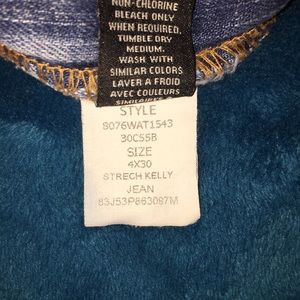 NON-CHLORINE
BLEACH ONLY
WHEN REQUIRED.
TUMBLE DRY
MEDIUM.
WASH WITH
SIMILAR COLORS
LAVER A FROID
AVEC COULEURS
SIMILAIRES
STYLE
8076WAT1543
30C55B
SIZE
4X30
STRECH KELLY
JEAN
83J53P863097M